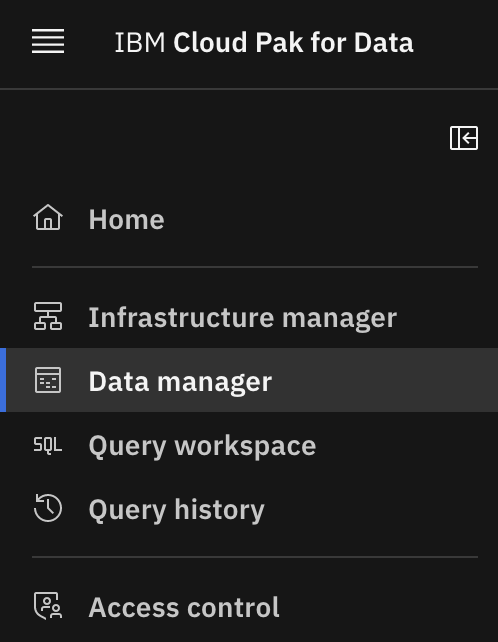 IBM Cloud Pak for Data
Home
Infrastructure manager
Data manager
SQL Query workspace
Query history
Access control